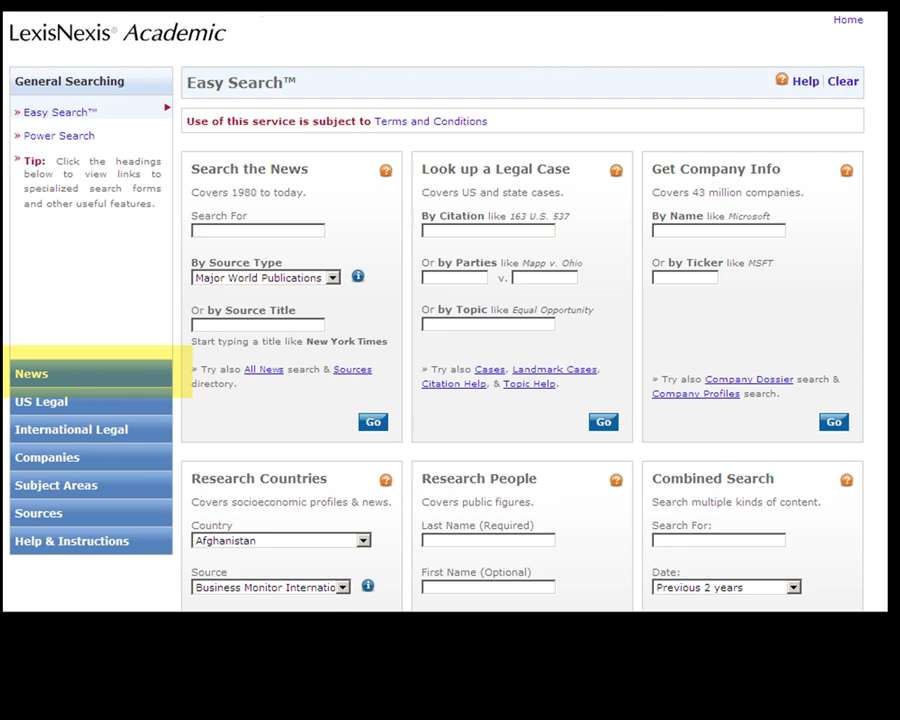 LexisNexis® Academic
Home
General Searching
» Easy Search™
» Power Search
» Tip: Click the headings
below to view links to
specialized search forms
and other useful features.
News
US Legal
International Legal
Companies
Subject Areas
Sources
Help & Instructions
Easy Search™
? Help | Clear
Use of this service is subject to Terms and Conditions
Search the News ?
Covers 1980 to today.
Search For
By Source Type
Major World Publications
Or by Source Title
Start typing a title like New York Times
» Try also All News search & Sources
directory.
Go
Look up a Legal Case ?
Covers US and state cases.
By Citation like 163 U.S. 537
Or by Parties like Mapp v. Ohio
v.
Or by Topic like Equal Opportunity
» Try also Cases, Landmark Cases,
Citation Help, & Topic Help.
Go
Get Company Info ?
Covers 43 million companies.
By Name like Microsoft
Or by Ticker like MSFT
» Try also Company Dossier search &
Company Profiles search.
Go
Research Countries ?
Covers socioeconomic profiles & news.
Country
Afghanistan
Source
Business Monitor Internatio
Research People ?
Covers public figures.
Last Name (Required)
First Name (Optional)
Combined Search ?
Search multiple kinds of content.
Search For:
Date:
Previous 2 years